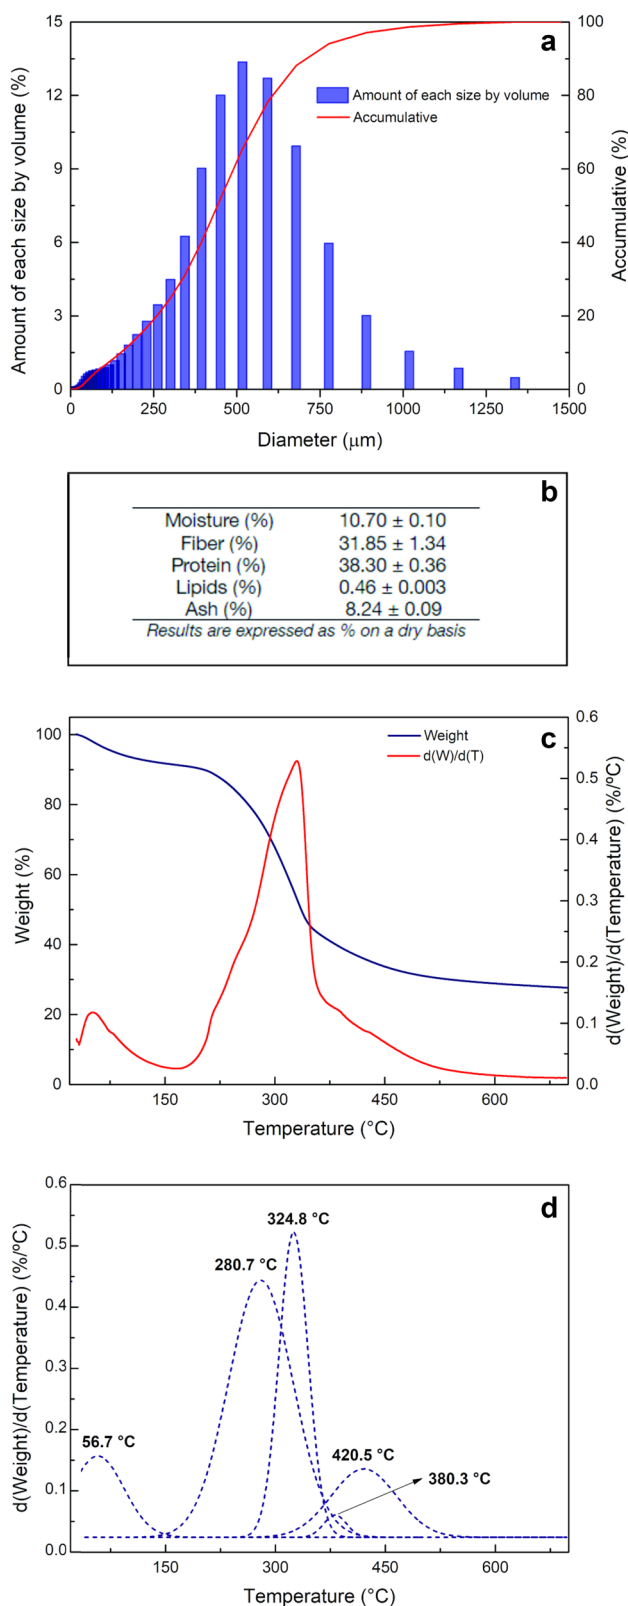 a
15
12
9
6
3
0
Amount of each size by volume (%)
100
80
60
40
20
0
Accumulative (%)
Amount of each size by volume
Accumulative
0 250 500 750 1000 1250 1500
Diameter (μm)
b
Moisture (%) 10.70 ± 0.10
Fiber (%) 31.85 ± 1.34
Protein (%) 38.30 ± 0.36
Lipids (%) 0.46 ± 0.003
Ash (%) 8.24 ± 0.09
Results are expressed as % on a dry basis
c
100
80
60
40
20
0
Weight (%)
0.6
0.5
0.4
0.3
0.2
0.1
0.0
d(Weight)/d(Temperature) (%/ºC)
Weight
d(W)/d(T)
150 300 450 600
Temperature (°C)
d
0.6
0.5
0.4
0.3
0.2
0.1
0.0
d(Weight)/d(Temperature) (%/ºC)
324.8 °C
280.7 °C
56.7 °C
420.5 °C
380.3 °C
150 300 450 600
Temperature (°C)